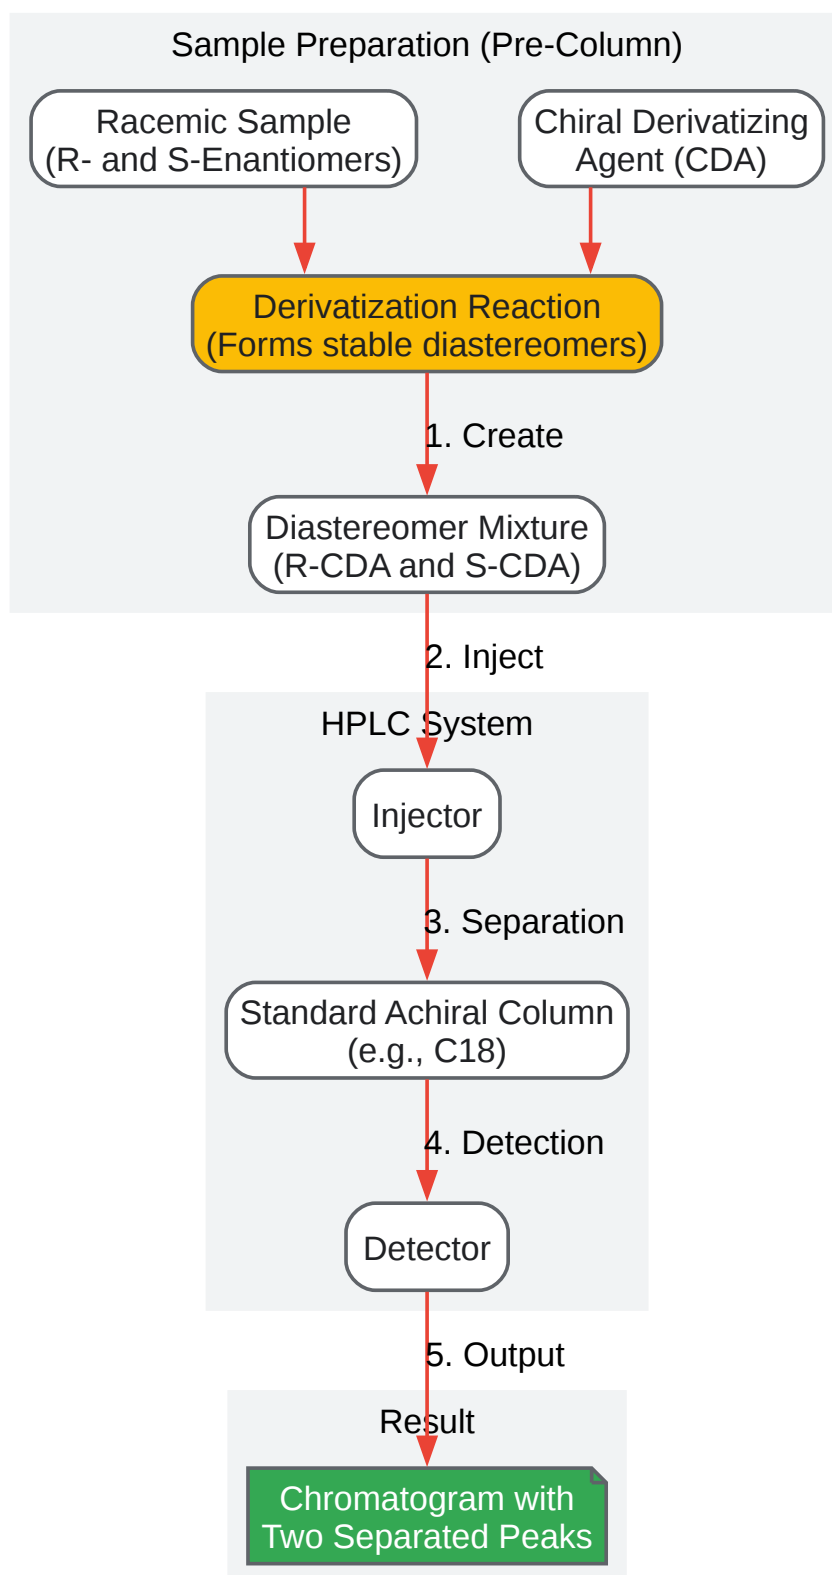 Sample Preparation (Pre-Column)
Racemic Sample
(R- and S-Enantiomers)
Chiral Derivatizing
Agent (CDA)
Derivatization Reaction
(Forms stable diastereomers)
1. Create
Diastereomer Mixture
(R-CDA and S-CDA)
2. Inject
HPLC System
Injector
3. Separation
Standard Achiral Column
(e.g., C18)
4. Detection
Detector
5. Output
Result
Chromatogram with
Two Separated Peaks